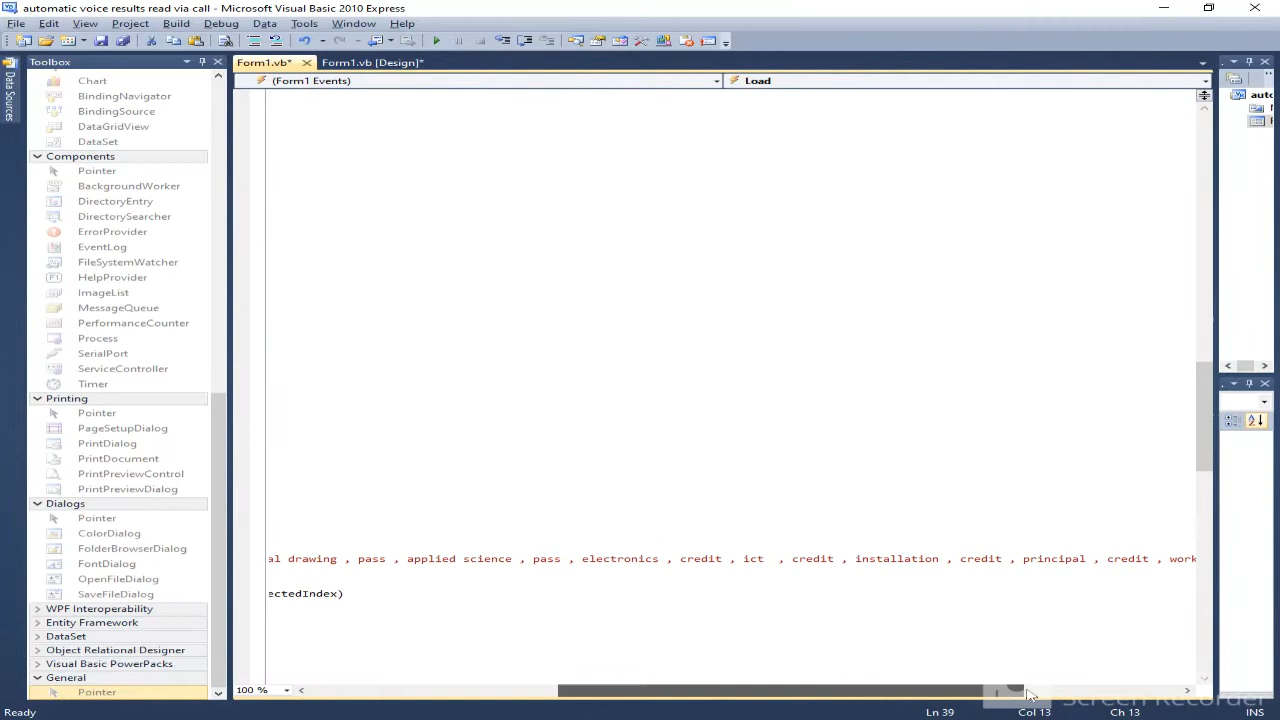 automatic voice results read via call - Microsoft Visual Basic 2010 Express
File Edit View Project Build Debug Data Tools Window Help
Data Sources
Toolbox
Form1.vb* Form1.vb [Design]*
(Form1 Events) Load
Chart
BindingNavigator
BindingSource
DataGridView
DataSet
Components
Pointer
BackgroundWorker
DirectoryEntry
DirectorySearcher
ErrorProvider
EventLog
FileSystemWatcher
HelpProvider
ImageList
MessageQueue
PerformanceCounter
Process
SerialPort
ServiceController
Timer
Printing
Pointer
PageSetupDialog
PrintDialog
PrintDocument
PrintPreviewControl
PrintPreviewDialog
Dialogs
Pointer
ColorDialog
FolderBrowserDialog
FontDialog
OpenFileDialog
SaveFileDialog
WPF Interoperability
Entity Framework
DataSet
Object Relational Designer
Visual Basic PowerPacks
General
Pointer
al drawing , pass , applied science , pass , electronics , credit , ict , credit , installation , credit , principal , credit , work
ectedIndex)
auto
100 %
Screen Recorder
Ready Ln 39 Col 13 Ch 13 INS